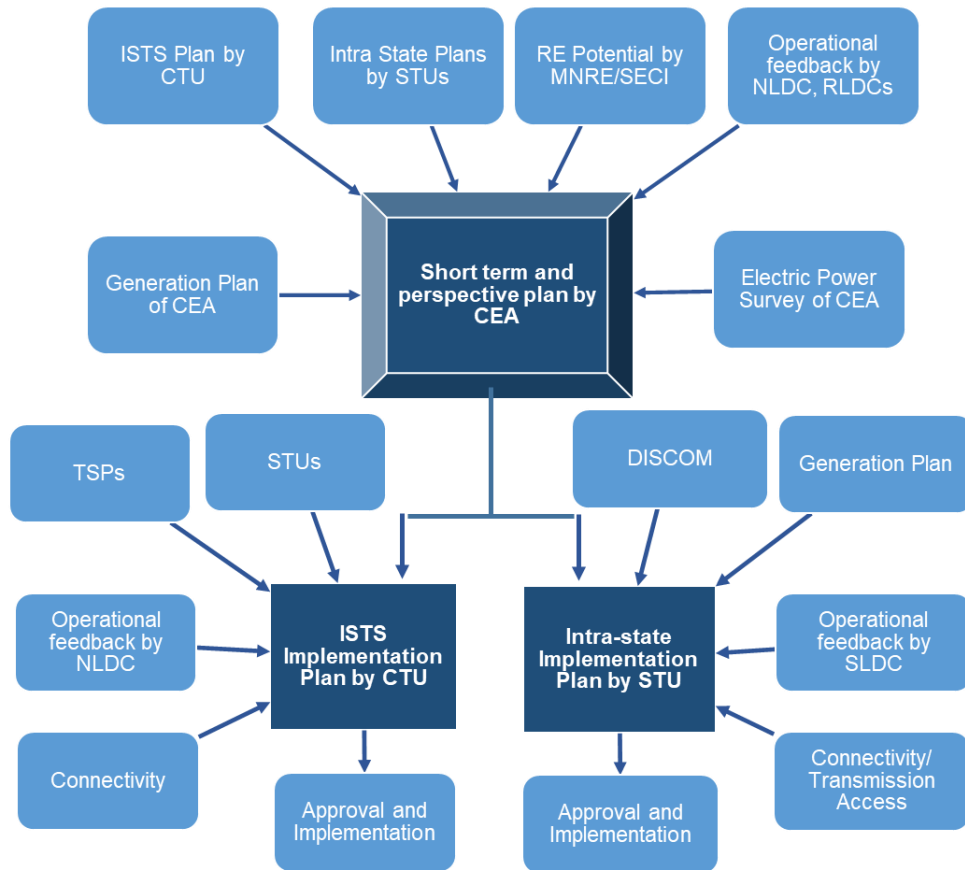 ISTS Plan by
CTU
Intra State Plans
by STUs
RE Potential by
MNRE/SECI
Operational
feedback by
NLDC, RLDCs
Generation Plan
of CEA
Short term and
perspective plan by
CEA
Electric Power
Survey of CEA
TSPs
STUs
DISCOM
Generation Plan
Operational
feedback by
NLDC
ISTS
Implementation
Plan by CTU
Intra-state
Implementation
Plan by STU
Operational
feedback by
SLDC
Connectivity
Approval and
Implementation
Approval and
Implementation
Connectivity/
Transmission
Access